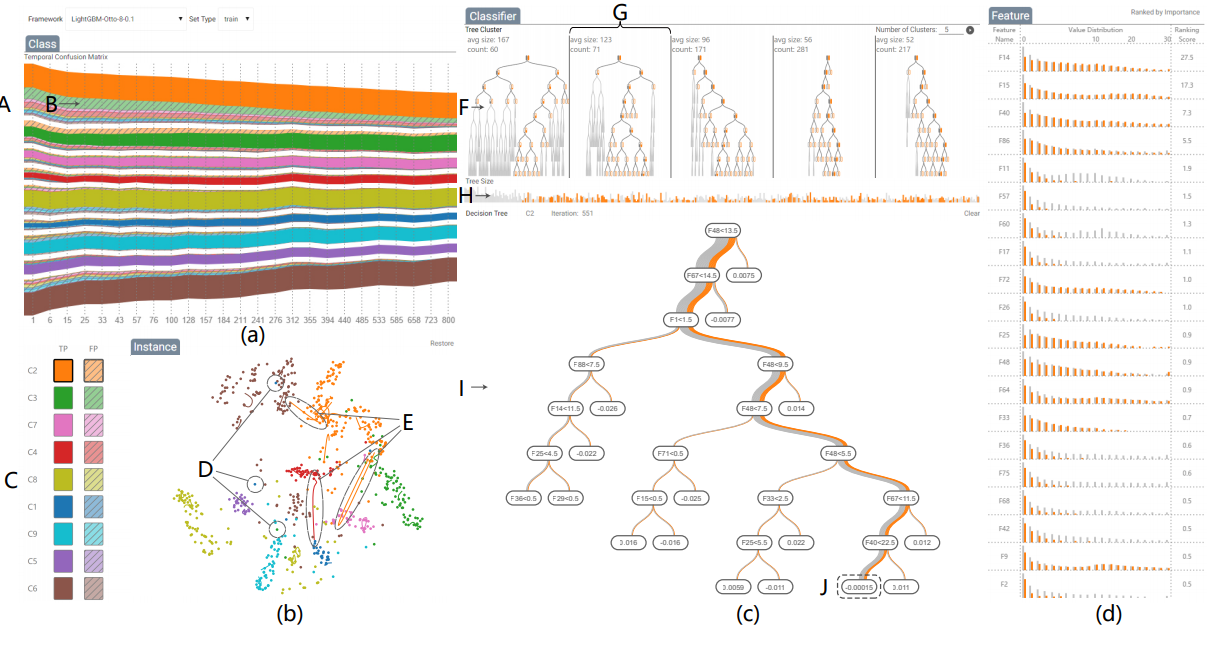 Framework LightGBM-Otto-8-0.1 Set Type train
Class
Temporal Confusion Matrix
A
B
1 6 15 25 33 43 57 76 100 128 157 184 211 241 276 312 355 394 440 485 533 585 658 723 800
(a)
TP FP
C2
C3
C7
C4
C8
C1
C9
C5
C6
C
Instance
Restore
D
E
(b)
Classifier
G
Tree Cluster
Number of Clusters: 5
avg size: 167 avg size: 123 avg size: 96 avg size: 56 avg size: 52
count: 60 count: 71 count: 171 count: 281 count: 217
F
Tree Size
H
Decision Tree C2 Iteration: 551 Clear
F48<13.5
F67<14.5 0.0075
F1<1.5 -0.0077
I
F88<7.5 F48<9.5
F14<11.5 -0.026 F48<7.5 0.014
F25<4.5 -0.022 F71<0.5 F48<5.5
F36<0.5 F29<0.5 F15<0.5 -0.025 F33<2.5 F67<11.5
3.016 -0.016 F25<5.5 0.022 F40<22.5 0.012
3.0059 -0.011 J -0.00015 3.011
(c)
Feature
Ranked by Importance
Feature Name Value Distribution Ranking Score
0 10 20 30
F14 27.5
F15 17.3
F40 7.3
F86 5.5
F11 1.9
F57 1.5
F60 1.3
F17 1.1
F72 1.0
F26 1.0
F25 0.9
F48 0.9
F64 0.9
F33 0.7
F36 0.6
F75 0.6
F68 0.5
F42 0.5
F9 0.5
F2 0.5
(d)